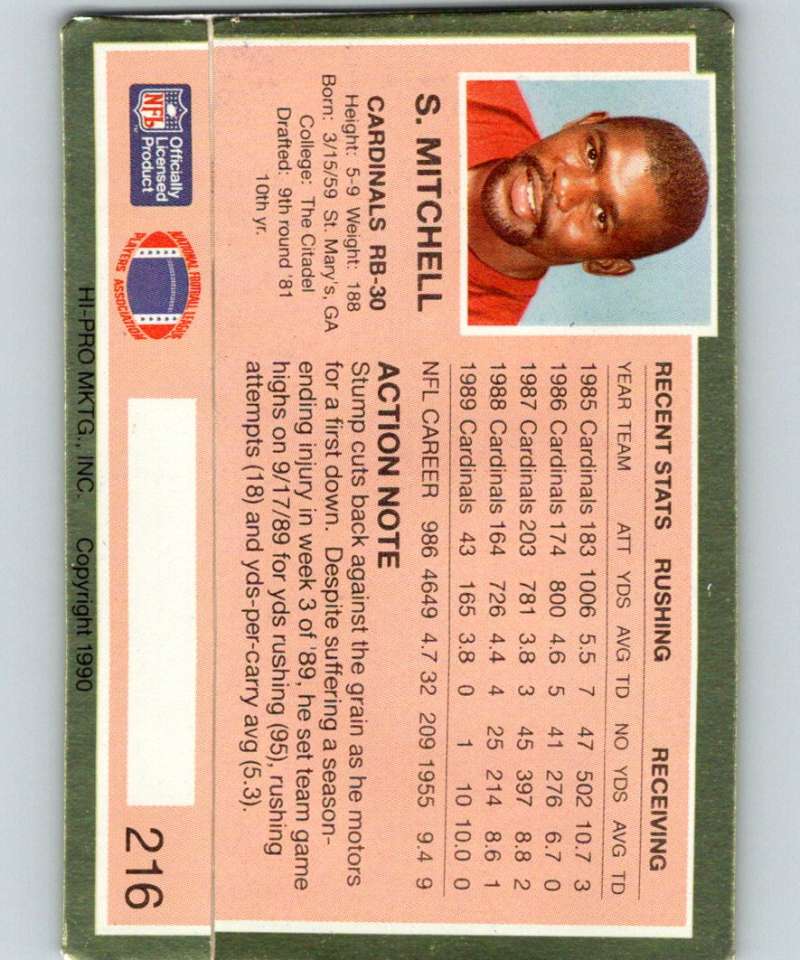 S. MITCHELL
CARDINALS RB-30
Height: 5-9 Weight: 188
Born: 3/15/59 St. Mary's, GA
College: The Citadel
Drafted: 9th round '81
10th yr.
RECENT STATS RUSHING RECEIVING
YEAR TEAM ATT YDS AVG TD NO YDS AVG TD
1985 Cardinals 183 1006 5.5 7 47 502 10.7 3
1986 Cardinals 174 800 4.6 5 41 276 6.7 0
1987 Cardinals 203 781 3.8 3 45 397 8.8 2
1988 Cardinals 164 726 4.4 4 25 214 8.6 1
1989 Cardinals 43 165 3.8 0 1 10 10.0 0
NFL CAREER 986 4649 4.7 32 209 1955 9.4 9
ACTION NOTE
Stump cuts back against the grain as he motors
for a first down. Despite suffering a season-
ending injury in week 3 of '89, he set team game
highs on 9/17/89 for yds rushing (95), rushing
attempts (18) and yds-per-carry avg (5.3).
NFL
TM
Officially
Licensed
Product
NATIONAL FOOTBALL LEAGUE
PLAYERS ASSOCIATION
216
HI-PRO MKTG., INC. Copyright 1990